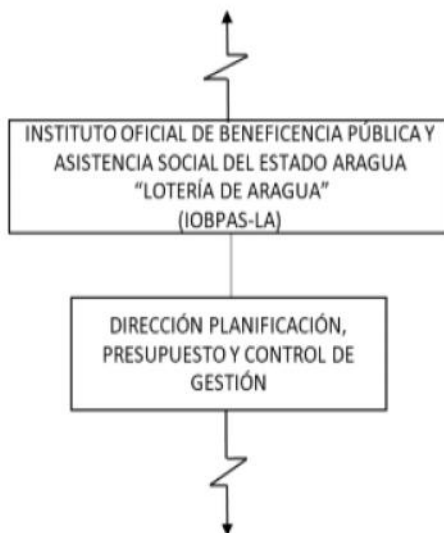 INSTITUTO OFICIAL DE BENEFICENCIA PÚBLICA Y
ASISTENCIA SOCIAL DEL ESTADO ARAGUA
“LOTERÍA DE ARAGUA”
(IOBPAS-LA)
DIRECCIÓN PLANIFICACIÓN,
PRESUPUESTO Y CONTROL DE
GESTIÓN